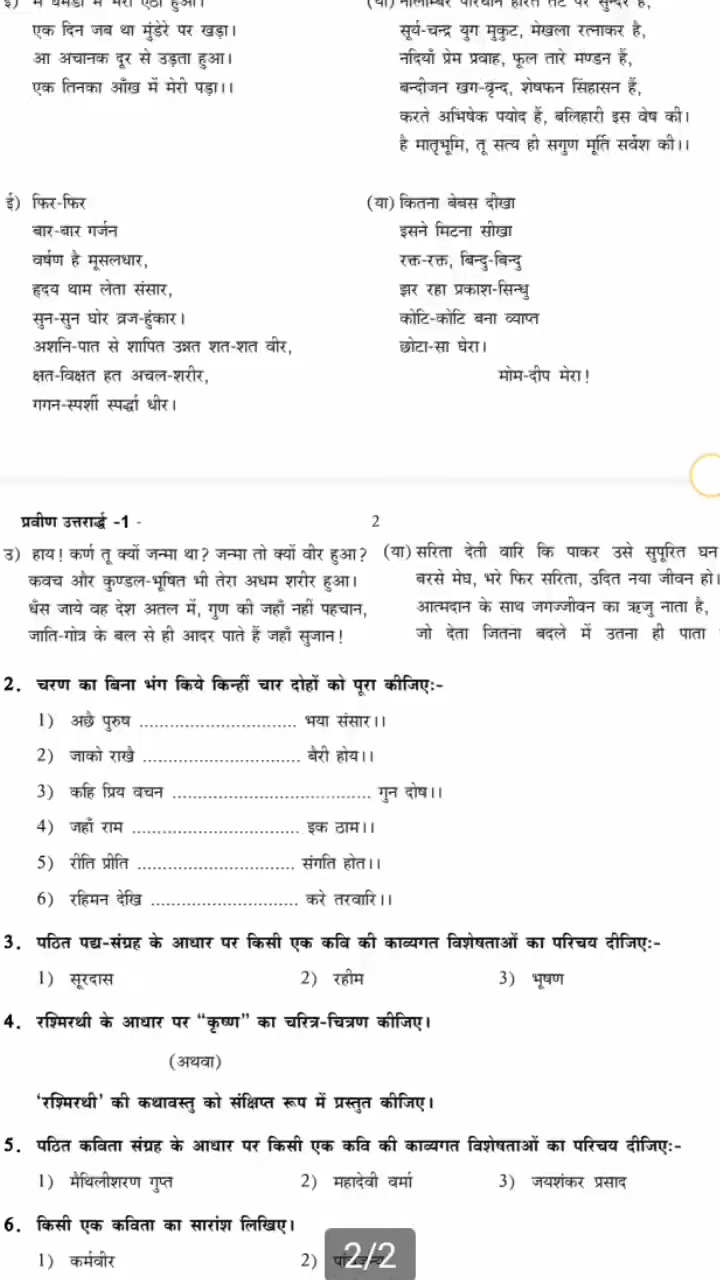 एक दिन जब था मुंडेरे पर खड़ा।
आ अचानक दूर से उड़ता हुआ।
एक तिनका आँख में मेरी पड़ा।।
(या) नीलाम्बर परिधान हरित तट पर सुन्दर है,
सूर्य-चन्द्र युग मुकुट, मेखला रत्नाकर है,
नदियाँ प्रेम प्रवाह, फूल तारे मण्डन हैं,
बन्दीजन खग-वृन्द, शेषफन सिंहासन हैं,
करते अभिषेक पयोद हैं, बलिहारी इस वेष की।
है मातृभूमि, तू सत्य ही सगुण मूर्ति सर्वेश की।।
ई) फिर-फिर
बार-बार गर्जन
वर्षण है मूसलधार,
हृदय थाम लेता संसार,
सुन-सुन घोर व्रज-हुंकार।
अशनि-पात से शापित उन्नत शत-शत वीर,
क्षत-विक्षत हत अचल-शरीर,
गगन-स्पर्शी स्पर्द्धा धीर।
(या) कितना बेबस दीखा
इसने मिटना सीखा
रक्त-रक्त, बिन्दु-बिन्दु
झर रहा प्रकाश-सिन्धु
कोटि-कोटि बना व्याप्त
छोटा-सा घेरा।
मोम-दीप मेरा!
प्रवीण उत्तरार्द्ध -1 -
2
उ) हाय! कर्ण तू क्यों जन्मा था? जन्मा तो क्यों वीर हुआ?
कवच और कुण्डल-भूषित भी तेरा अधम शरीर हुआ।
धँस जाये वह देश अतल में, गुण की जहाँ नहीं पहचान,
जाति-गोत्र के बल से ही आदर पाते हैं जहाँ सुजान!
(या) सरिता देती वारि कि पाकर उसे सुपूरित घन
बरसे मेघ, भरे फिर सरिता, उदित नया जीवन हो।
आत्मदान के साथ जगज्जीवन का ऋजु नाता है,
जो देता जितना बदले में उतना ही पाता
2. चरण का बिना भंग किये किन्हीं चार दोहों को पूरा कीजिए:-
1) अछै पुरुष ............................ भया संसार।।
2) जाको राखै ............................ बैरी होय।।
3) कहि प्रिय वचन .................................... गुन दोष।।
4) जहाँ राम .............................. इक ठाम।।
5) रीति प्रीति ............................ संगति होत।।
6) रहिमन देखि ........................... करे तरवारि।।
3. पठित पद्य-संग्रह के आधार पर किसी एक कवि की काव्यगत विशेषताओं का परिचय दीजिए:-
1) सूरदास 2) रहीम 3) भूषण
4. रश्मिरथी के आधार पर “कृष्ण” का चरित्र-चित्रण कीजिए।
(अथवा)
‘रश्मिरथी’ की कथावस्तु को संक्षिप्त रूप में प्रस्तुत कीजिए।
5. पठित कविता संग्रह के आधार पर किसी एक कवि की काव्यगत विशेषताओं का परिचय दीजिए:-
1) मैथिलीशरण गुप्त 2) महादेवी वर्मा 3) जयशंकर प्रसाद
6. किसी एक कविता का सारांश लिखिए।
1) कर्मवीर 2)
2/2